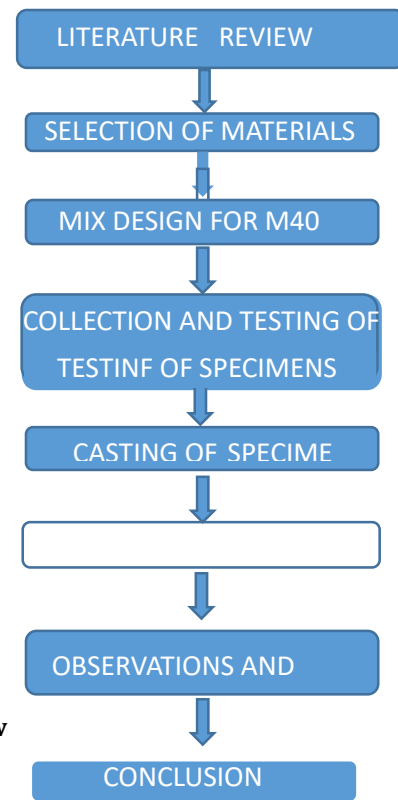 LITERATURE REVIEW
SELECTION OF MATERIALS
MIX DESIGN FOR M40
COLLECTION AND TESTING OF
TESTINF OF SPECIMENS
CASTING OF SPECIME
OBSERVATIONS AND
CONCLUSION